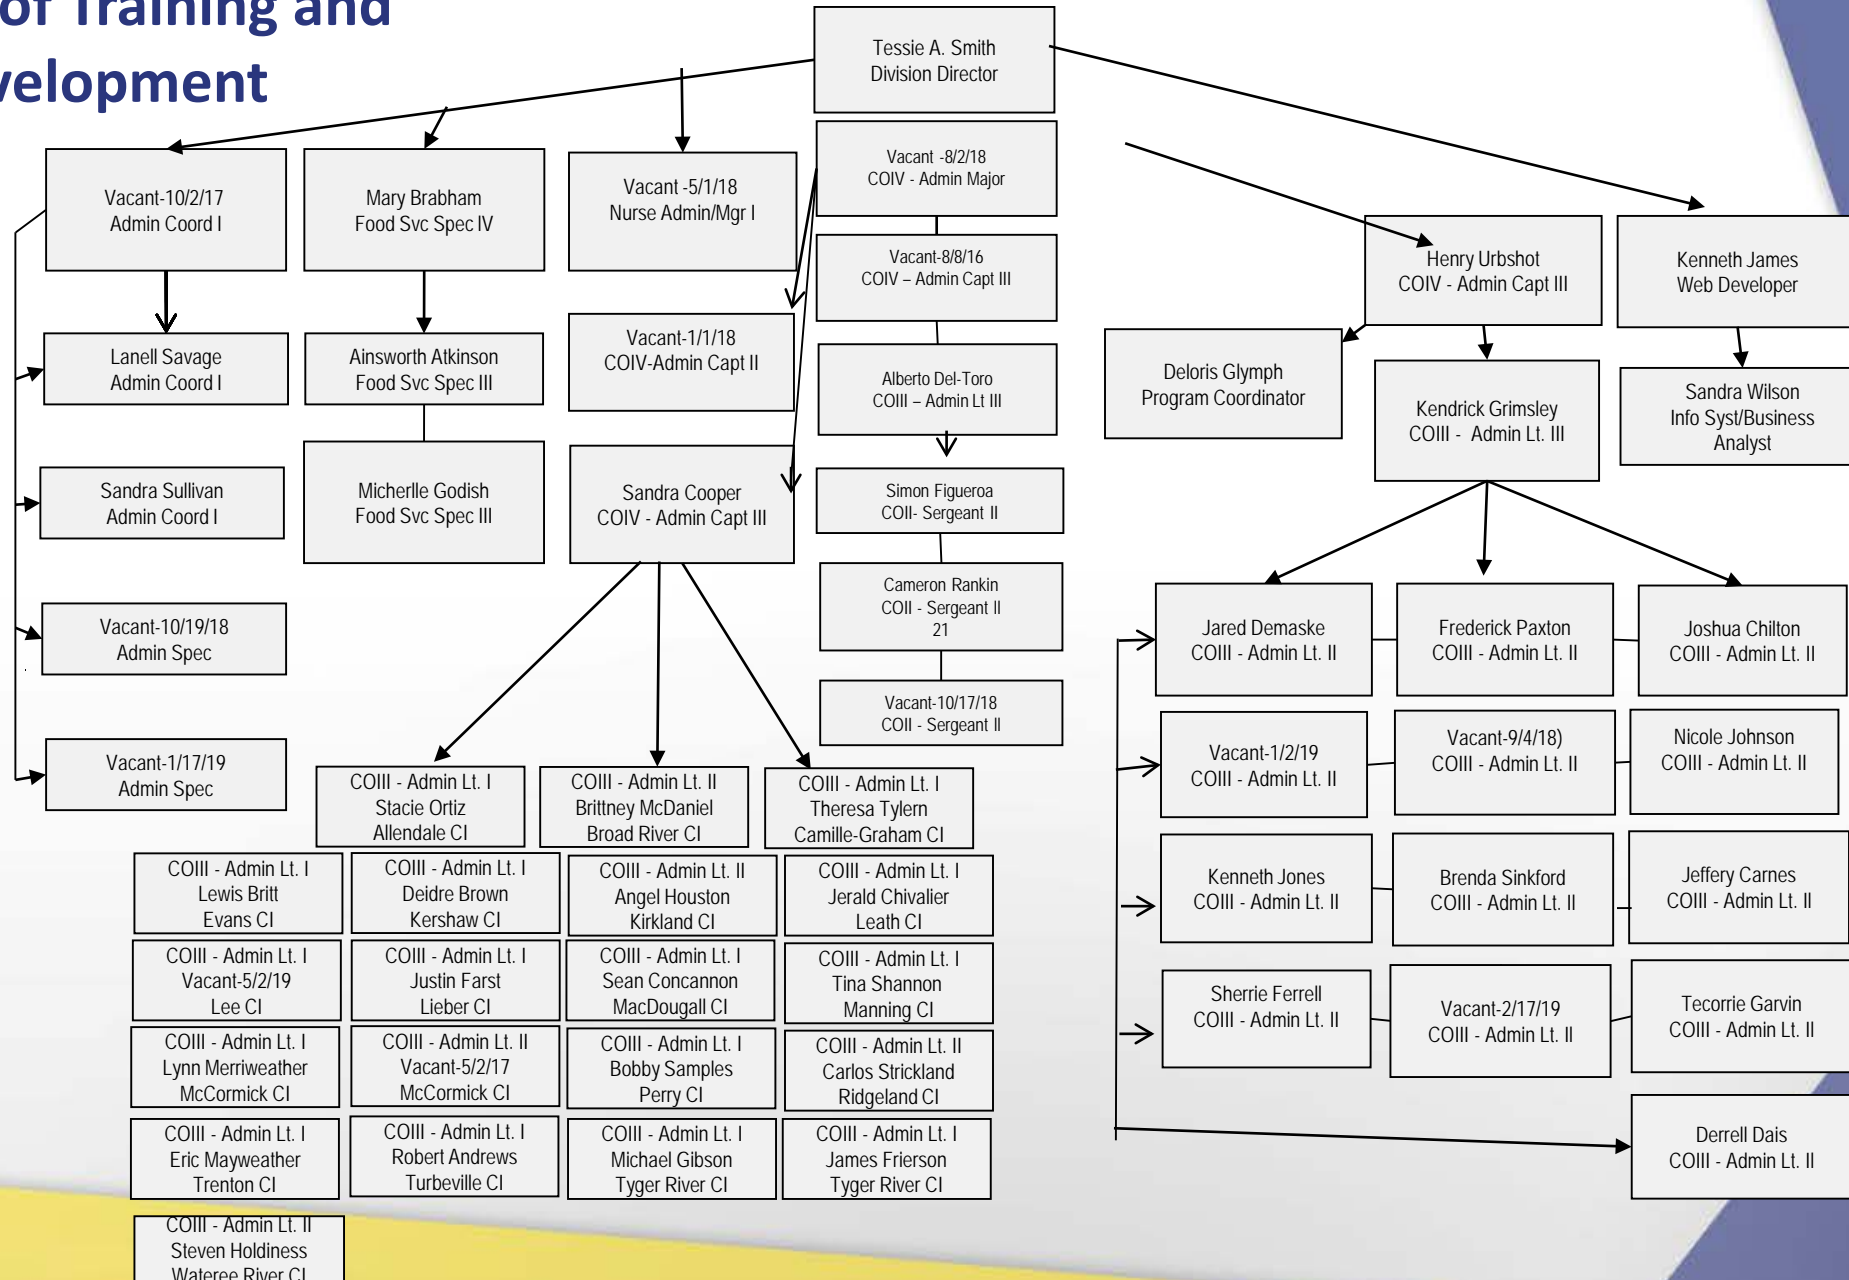 of Training and
velopment
Tessie A. Smith
Division Director
Vacant-10/2/17
Admin Coord I
Mary Brabham
Food Svc Spec IV
Vacant -5/1/18
Nurse Admin/Mgr I
Vacant -8/2/18
COIV - Admin Major
Vacant-8/8/16
COIV – Admin Capt III
Henry Urbshot
COIV - Admin Capt III
Kenneth James
Web Developer
Lanell Savage
Admin Coord I
Ainsworth Atkinson
Food Svc Spec III
Vacant-1/1/18
COIV-Admin Capt II
Alberto Del-Toro
COIII – Admin Lt III
Deloris Glymph
Program Coordinator
Kendrick Grimsley
COIII - Admin Lt. III
Sandra Wilson
Info Syst/Business
Analyst
Sandra Sullivan
Admin Coord I
Micherlle Godish
Food Svc Spec III
Sandra Cooper
COIV - Admin Capt III
Simon Figueroa
COII- Sergeant II
Cameron Rankin
COII - Sergeant II
21
Vacant-10/19/18
Admin Spec
Vacant-10/17/18
COII - Sergeant II
Vacant-1/17/19
Admin Spec
Jared Demaske
COIII - Admin Lt. II
Frederick Paxton
COIII - Admin Lt. II
Joshua Chilton
COIII - Admin Lt. II
Vacant-1/2/19
COIII - Admin Lt. II
Vacant-9/4/18)
COIII - Admin Lt. II
Nicole Johnson
COIII - Admin Lt. II
Kenneth Jones
COIII - Admin Lt. II
Brenda Sinkford
COIII - Admin Lt. II
Jeffery Carnes
COIII - Admin Lt. II
Sherrie Ferrell
COIII - Admin Lt. II
Vacant-2/17/19
COIII - Admin Lt. II
Tecorrie Garvin
COIII - Admin Lt. II
Derrell Dais
COIII - Admin Lt. II
COIII - Admin Lt. I
Stacie Ortiz
Allendale CI
COIII - Admin Lt. II
Brittney McDaniel
Broad River CI
COIII - Admin Lt. I
Theresa Tylern
Camille-Graham CI
COIII - Admin Lt. I
Lewis Britt
Evans CI
COIII - Admin Lt. I
Deidre Brown
Kershaw CI
COIII - Admin Lt. II
Angel Houston
Kirkland CI
COIII - Admin Lt. I
Jerald Chivalier
Leath CI
COIII - Admin Lt. I
Vacant-5/2/19
Lee CI
COIII - Admin Lt. I
Justin Farst
Lieber CI
COIII - Admin Lt. I
Sean Concannon
MacDougall CI
COIII - Admin Lt. I
Tina Shannon
Manning CI
COIII - Admin Lt. I
Lynn Merriweather
McCormick CI
COIII - Admin Lt. II
Vacant-5/2/17
McCormick CI
COIII - Admin Lt. I
Bobby Samples
Perry CI
COIII - Admin Lt. II
Carlos Strickland
Ridgeland CI
COIII - Admin Lt. I
Eric Mayweather
Trenton CI
COIII - Admin Lt. I
Robert Andrews
Turbeville CI
COIII - Admin Lt. I
Michael Gibson
Tyger River CI
COIII - Admin Lt. I
James Frierson
Tyger River CI
COIII - Admin Lt. II
Steven Holdiness
Wateree River CI